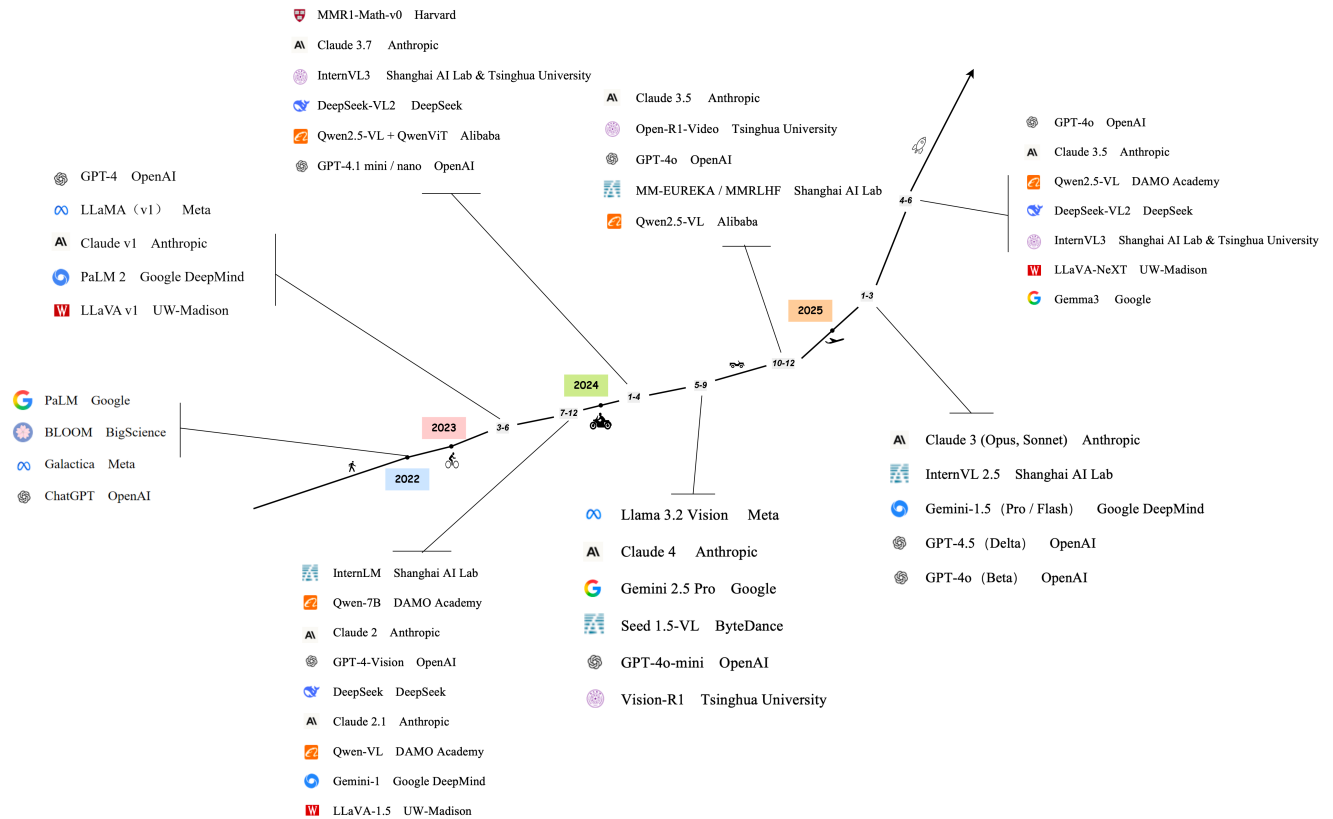 MMR1-Math-v0 Harvard
Claude 3.7 Anthropic
InternVL3 Shanghai AI Lab & Tsinghua University
DeepSeek-VL2 DeepSeek
Qwen2.5-VL + QwenViT Alibaba
GPT-4.1 mini / nano OpenAI
Claude 3.5 Anthropic
Open-R1-Video Tsinghua University
GPT-4o OpenAI
MM-EUREKA / MMRLHF Shanghai AI Lab
Qwen2.5-VL Alibaba
GPT-4o OpenAI
Claude 3.5 Anthropic
Qwen2.5-VL DAMO Academy
DeepSeek-VL2 DeepSeek
InternVL3 Shanghai AI Lab & Tsinghua University
LLaVA-NeXT UW-Madison
Gemma3 Google
GPT-4 OpenAI
LLaMA（v1） Meta
Claude v1 Anthropic
PaLM 2 Google DeepMind
LLaVA v1 UW-Madison
PaLM Google
BLOOM BigScience
Galactica Meta
ChatGPT OpenAI
2022
2023
3-6
7-12
2024
1-4
5-9
10-12
2025
1-3
4-6
InternLM Shanghai AI Lab
Qwen-7B DAMO Academy
Claude 2 Anthropic
GPT-4-Vision OpenAI
DeepSeek DeepSeek
Claude 2.1 Anthropic
Qwen-VL DAMO Academy
Gemini-1 Google DeepMind
LLaVA-1.5 UW-Madison
Llama 3.2 Vision Meta
Claude 4 Anthropic
Gemini 2.5 Pro Google
Seed 1.5-VL ByteDance
GPT-4o-mini OpenAI
Vision-R1 Tsinghua University
Claude 3 (Opus, Sonnet) Anthropic
InternVL 2.5 Shanghai AI Lab
Gemini-1.5（Pro / Flash） Google DeepMind
GPT-4.5（Delta） OpenAI
GPT-4o（Beta） OpenAI